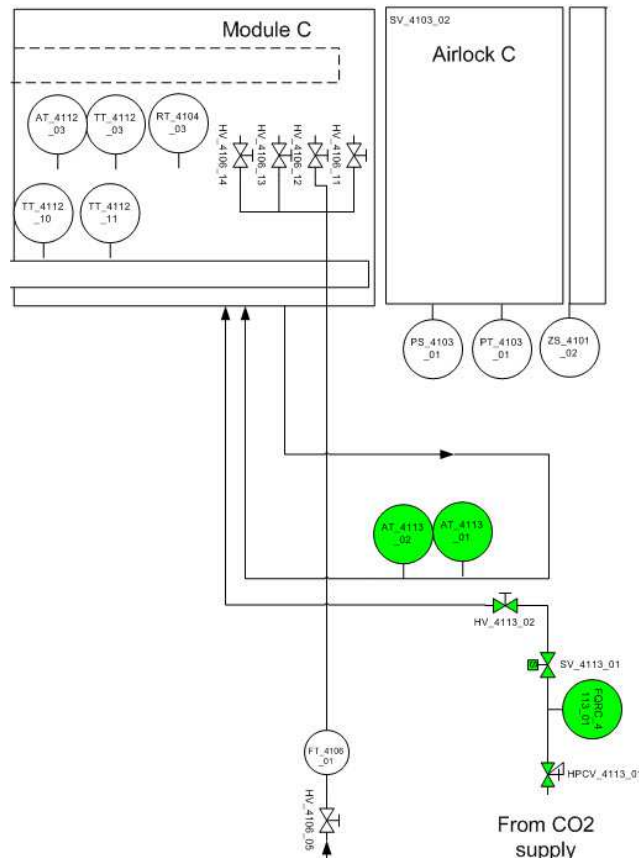 Module C
SV_4103_02
Airlock C
AT_4112
_03
TT_4112
_03
RT_4104
_03
HV_4106_14
HV_4106_13
HV_4106_12
HV_4106_11
TT_4112
_10
TT_4112
_11
PS_4103
_01
PT_4103
_01
ZS_4101
_02
AT_4113
_02
AT_4113
_01
HV_4113_02
SV_4113_01
FQRC_4
113_01
FT_4106
_01
HPCV_4113_01
HV_4106_05
From CO2
supply